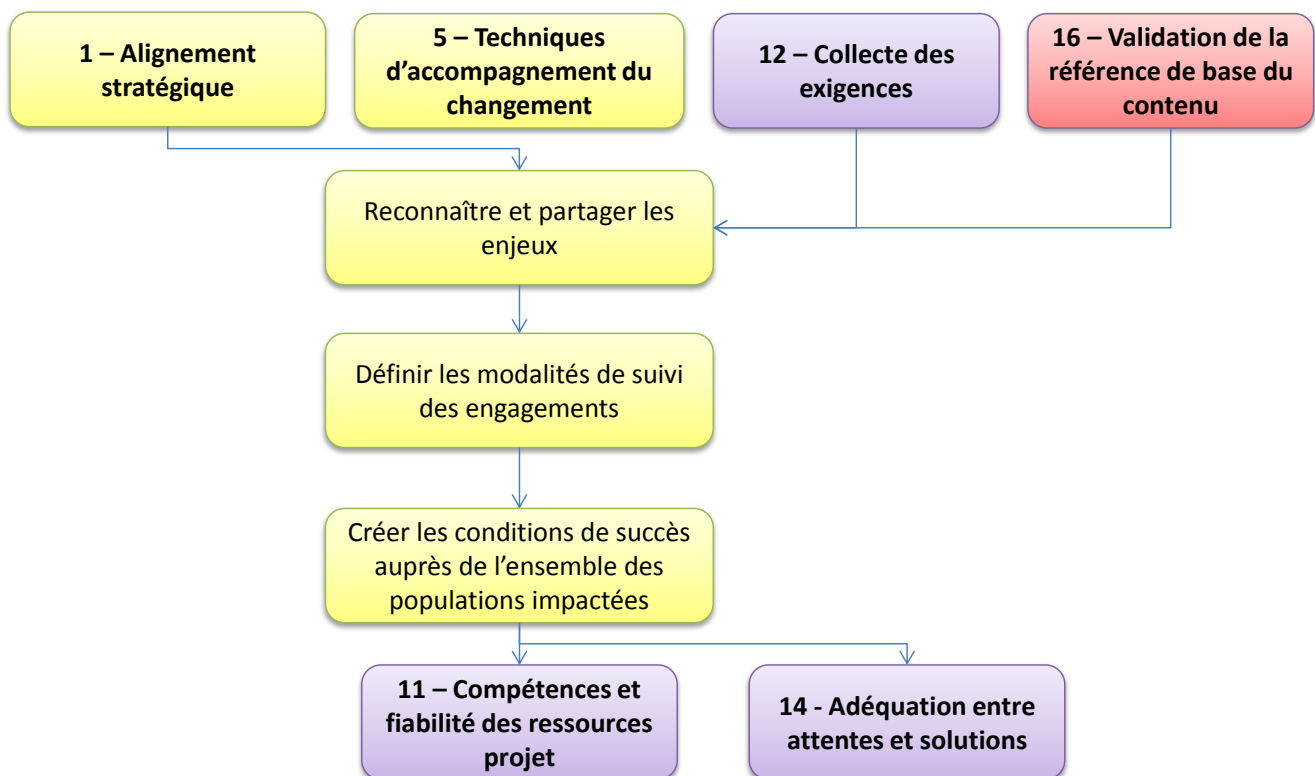 1 – Alignement
stratégique
5 – Techniques
d’accompagnement du
changement
12 – Collecte des
exigences
16 – Validation de la
référence de base du
contenu
Reconnaître et partager les
enjeux
Définir les modalités de suivi
des engagements
Créer les conditions de succès
auprès de l’ensemble des
populations impactées
11 – Compétences et
fiabilité des ressources
projet
14 - Adéquation entre
attentes et solutions